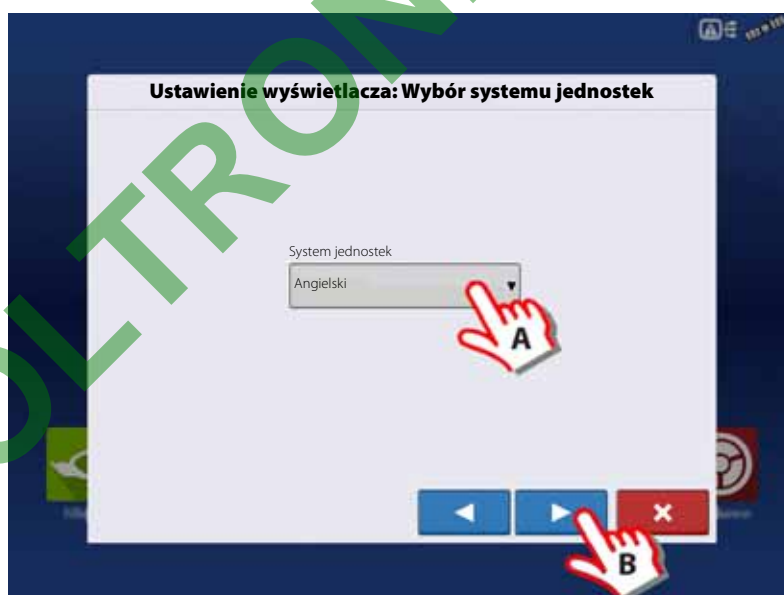 Ustawienie wyświetlacza: Wybór systemu jednostek
System jednostek
Angielski
A
B